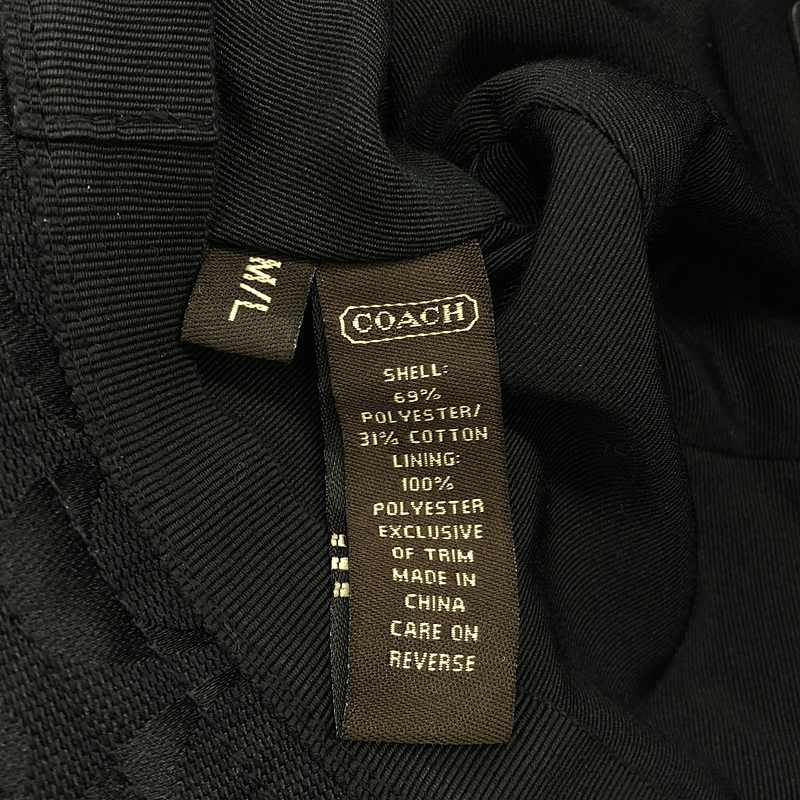 M/L
COACH
SHELL:
69%
POLYESTER/
31% COTTON
LINING:
100%
POLYESTER
EXCLUSIVE
OF TRIM
MADE IN
CHINA
CARE ON
REVERSE